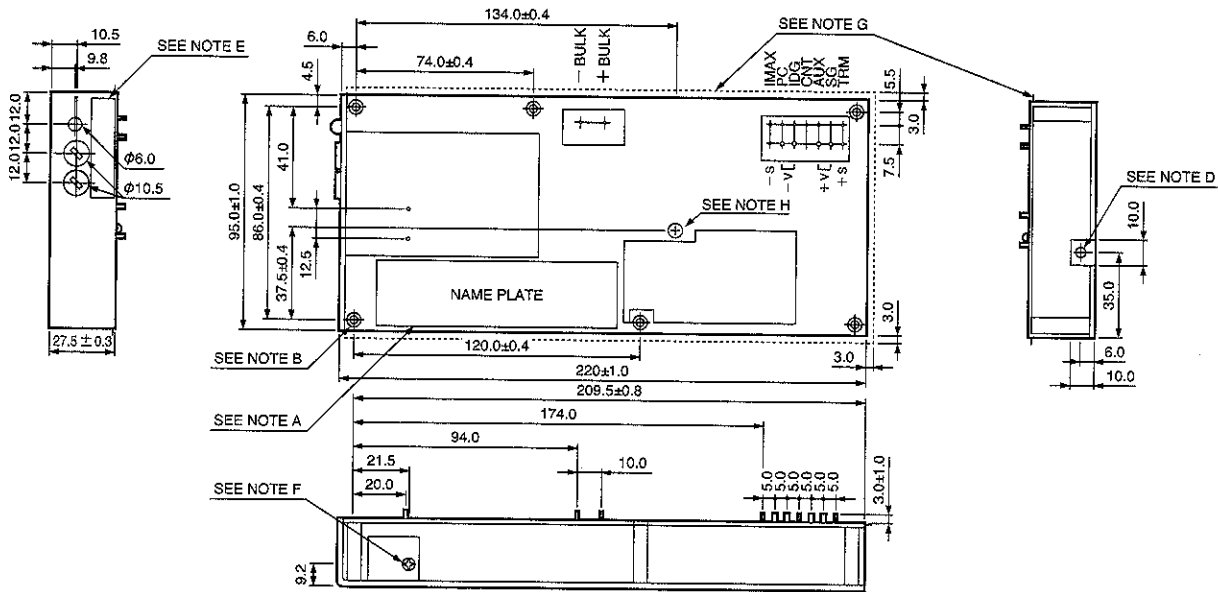 134.0±0.4
SEE NOTE G
10.5
SEE NOTE E
6.0
9.8
74.0±0.4
− BULK
+ BULK
IMAX
PC
IDG
CNT
AUX
SG
TRM
4.5
5.5
3.0
12.0
12.0
12.0
φ6.0
φ10.5
95.0±1.0
86.0±0.4
41.0
37.5±0.4
12.5
−S
−V
+V
+S
7.5
SEE NOTE D
SEE NOTE H
10.0
35.0
NAME PLATE
27.5±0.3
SEE NOTE B
120.0±0.4
3.0
3.0
6.0
10.0
220±1.0
209.5±0.8
SEE NOTE A
174.0
94.0
21.5
10.0
20.0
SEE NOTE F
5.0
5.0
5.0
5.0
5.0
5.0
3.0±1.0
9.2